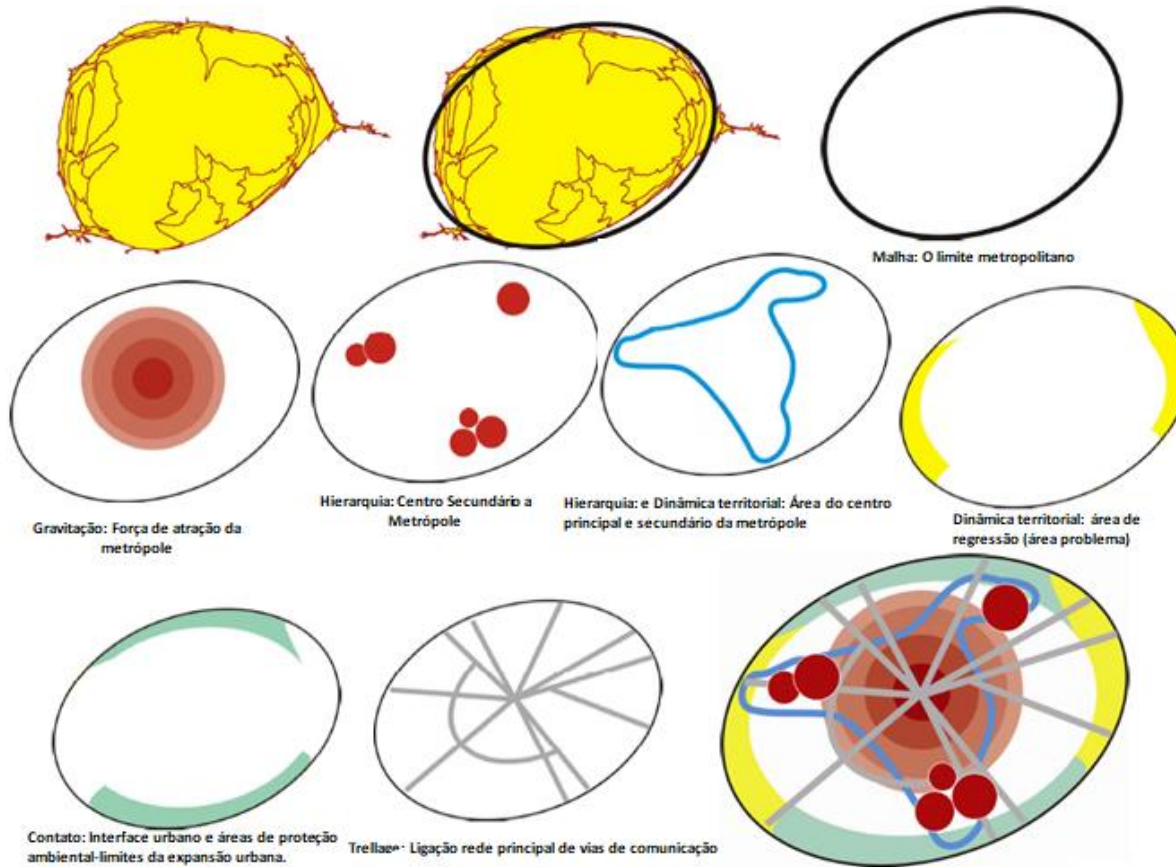 Malha: O limite metropolitano
Gravitação: Força de atração da
metrópole
Hierarquia: Centro Secundário a
Metrópole
Hierarquia: e Dinâmica territorial: Área do centro
principal e secundário da metrópole
Dinâmica territorial: área de
regressão (área problema)
Contato: Interface urbano e áreas de proteção
ambiental-limites da expansão urbana.
Trellage: Ligação rede principal de vias de comunicação